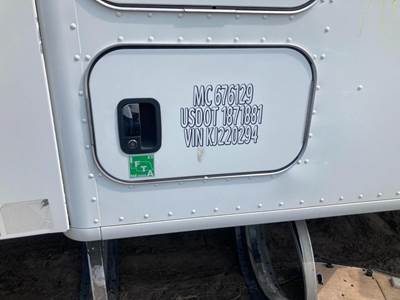 MC 676129
USDOT 1871881
VIN KJ220294
F
T
A